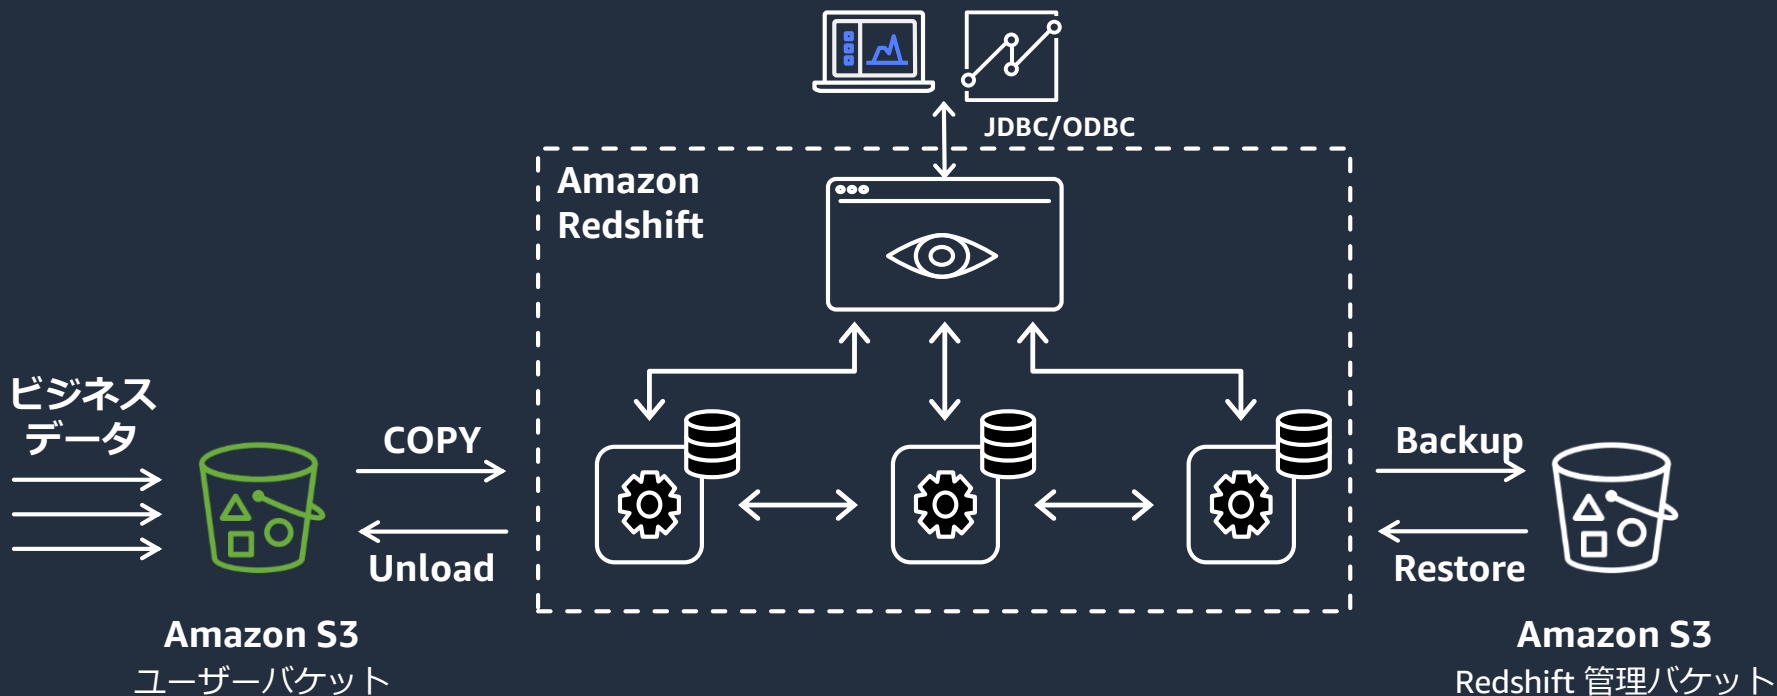 JDBC/ODBC
Amazon
Redshift
ビジネス
データ
COPY
Unload
Backup
Restore
Amazon S3
ユーザーバケット
Amazon S3
Redshift 管理バケット